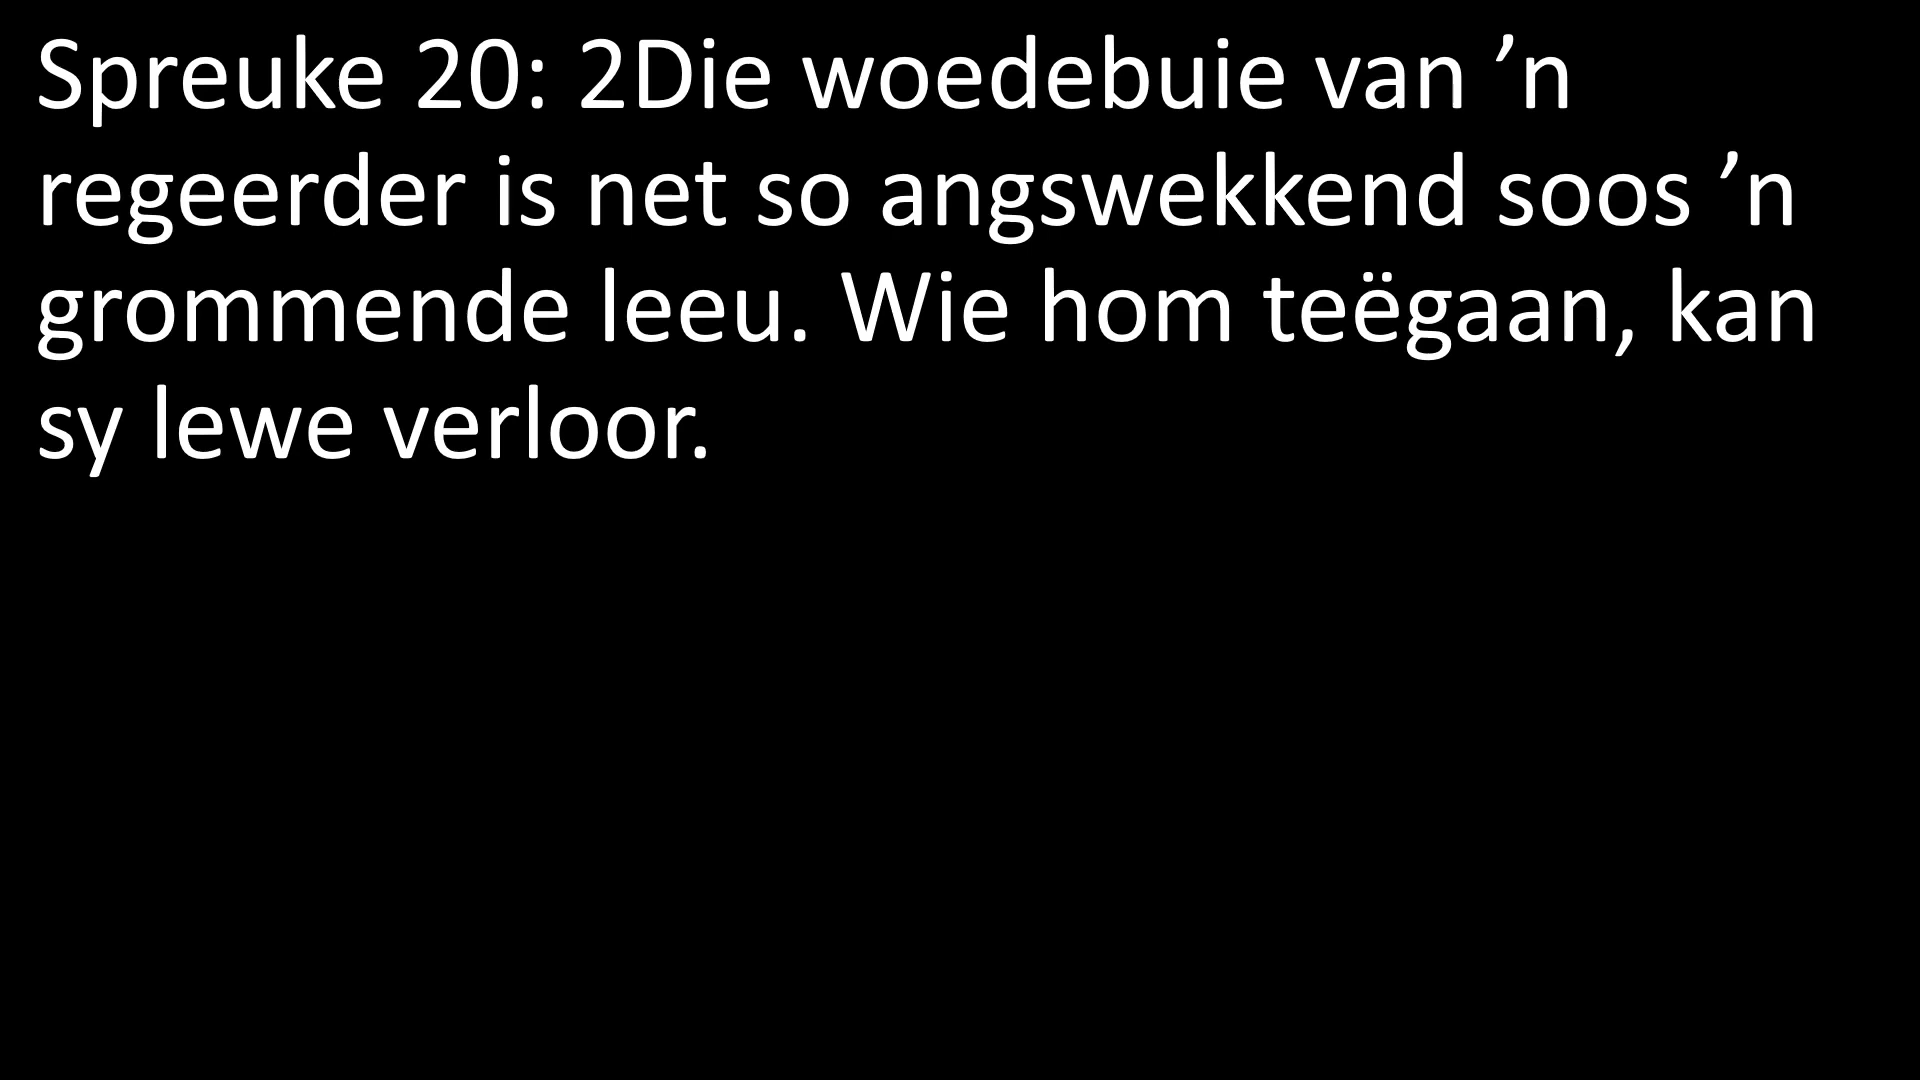 Spreuke 20: 2Die woedebuie van ’n
regeerder is net so angswekkend soos ’n
grommende leeu. Wie hom teëgaan, kan
sy lewe verloor.